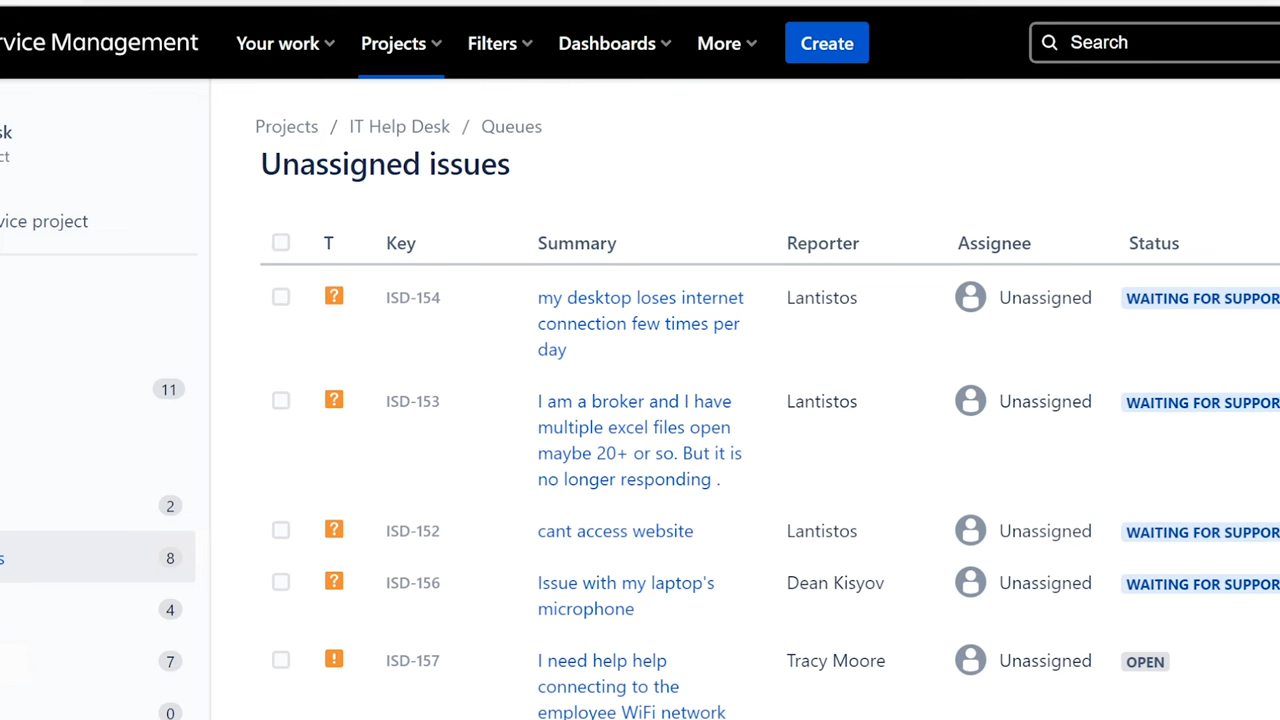 rvice Management Your work Projects Filters Dashboards More Create Search
sk
ct
vice project
11
2
s 8
4
7
0
Projects / IT Help Desk / Queues
Unassigned issues
T Key Summary Reporter Assignee Status
? ISD-154 my desktop loses internet Lantistos Unassigned WAITING FOR SUPPOR
connection few times per
day
? ISD-153 I am a broker and I have Lantistos Unassigned WAITING FOR SUPPOR
multiple excel files open
maybe 20+ or so. But it is
no longer responding .
? ISD-152 cant access website Lantistos Unassigned WAITING FOR SUPPOR
? ISD-156 Issue with my laptop's Dean Kisyov Unassigned WAITING FOR SUPPOR
microphone
! ISD-157 I need help help Tracy Moore Unassigned OPEN
connecting to the
employee WiFi network